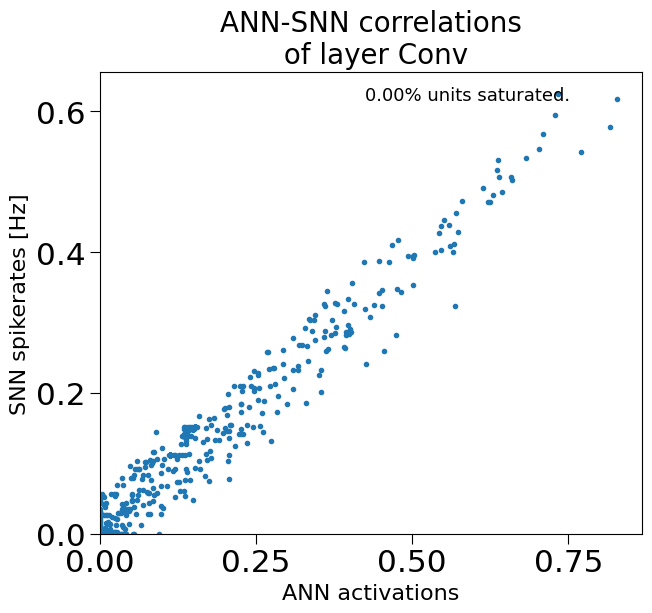 ANN-SNN correlations
of layer Conv
0.00% units saturated.
SNN spikerates [Hz]
0.6
0.4
0.2
0.0
0.00 0.25 0.50 0.75
ANN activations